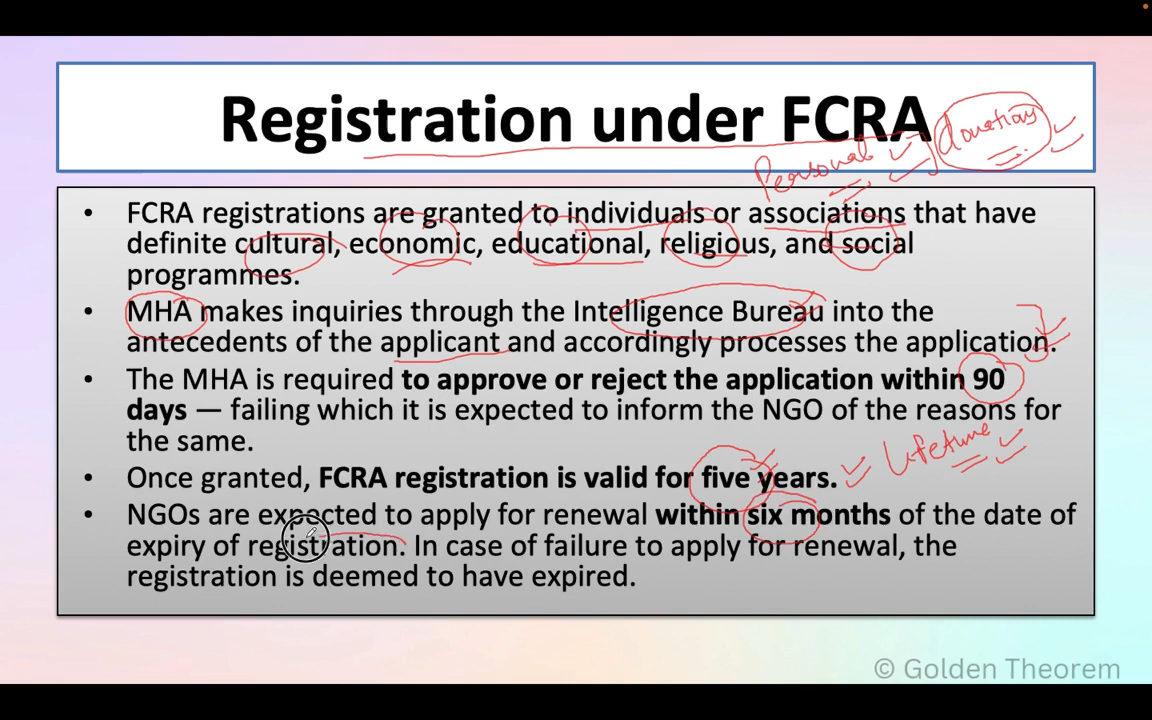 Registration under FCRA
donations
Personal
• FCRA registrations are granted to individuals or associations that have
definite cultural, economic, educational, religious, and social
programmes.
• MHA makes inquiries through the Intelligence Bureau into the
antecedents of the applicant and accordingly processes the application.
• The MHA is required to approve or reject the application within 90
days — failing which it is expected to inform the NGO of the reasons for
the same.
Lifetime
• Once granted, FCRA registration is valid for five years.
• NGOs are expected to apply for renewal within six months of the date of
expiry of registration. In case of failure to apply for renewal, the
registration is deemed to have expired.
© Golden Theorem